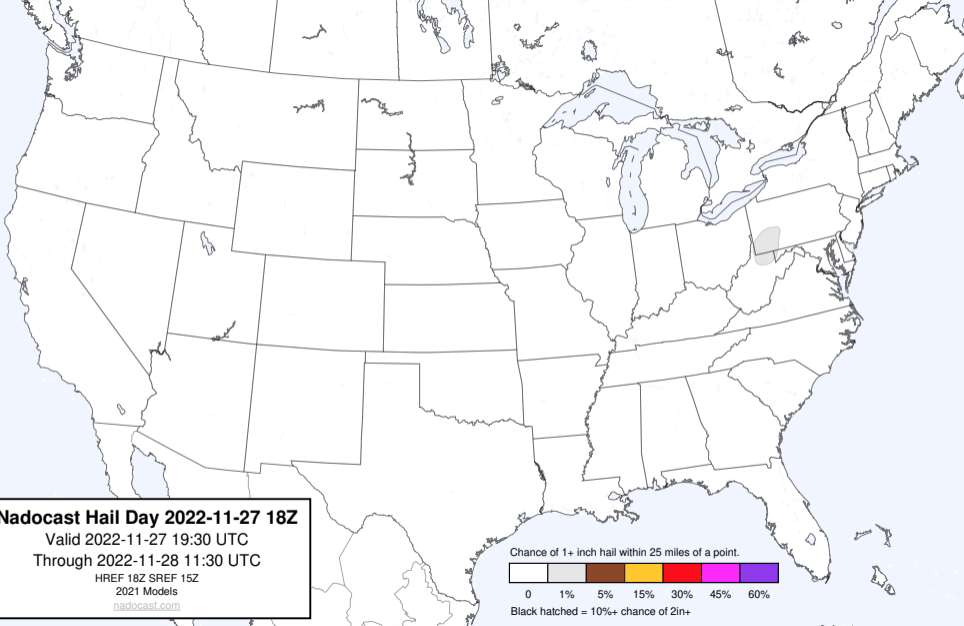 Nadocast Hail Day 2022-11-27 18Z
Valid 2022-11-27 19:30 UTC
Through 2022-11-28 11:30 UTC
HREF 18Z SREF 15Z
2021 Models
nadocast.com
Chance of 1+ inch hail within 25 miles of a point.
0 1% 5% 15% 30% 45% 60%
Black hatched = 10%+ chance of 2in+